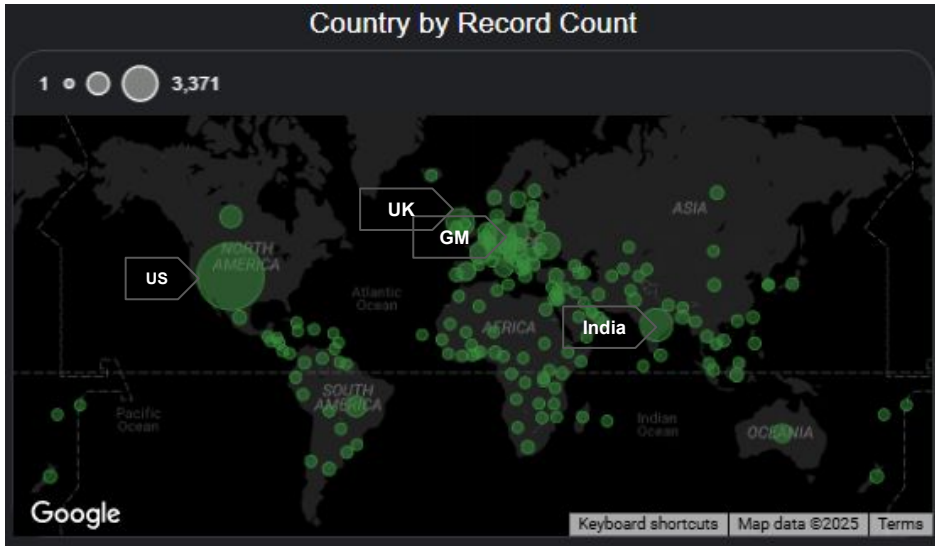 Country by Record Count
1 3,371
ASIA
UK
GM
NORTH
AMERICA
US
Atlantic
Ocean
AFRICA
India
SOUTH
AMERICA
Pacific
Ocean
Indian
Ocean
OCEANIA
Google
Keyboard shortcuts Map data ©2025 Terms